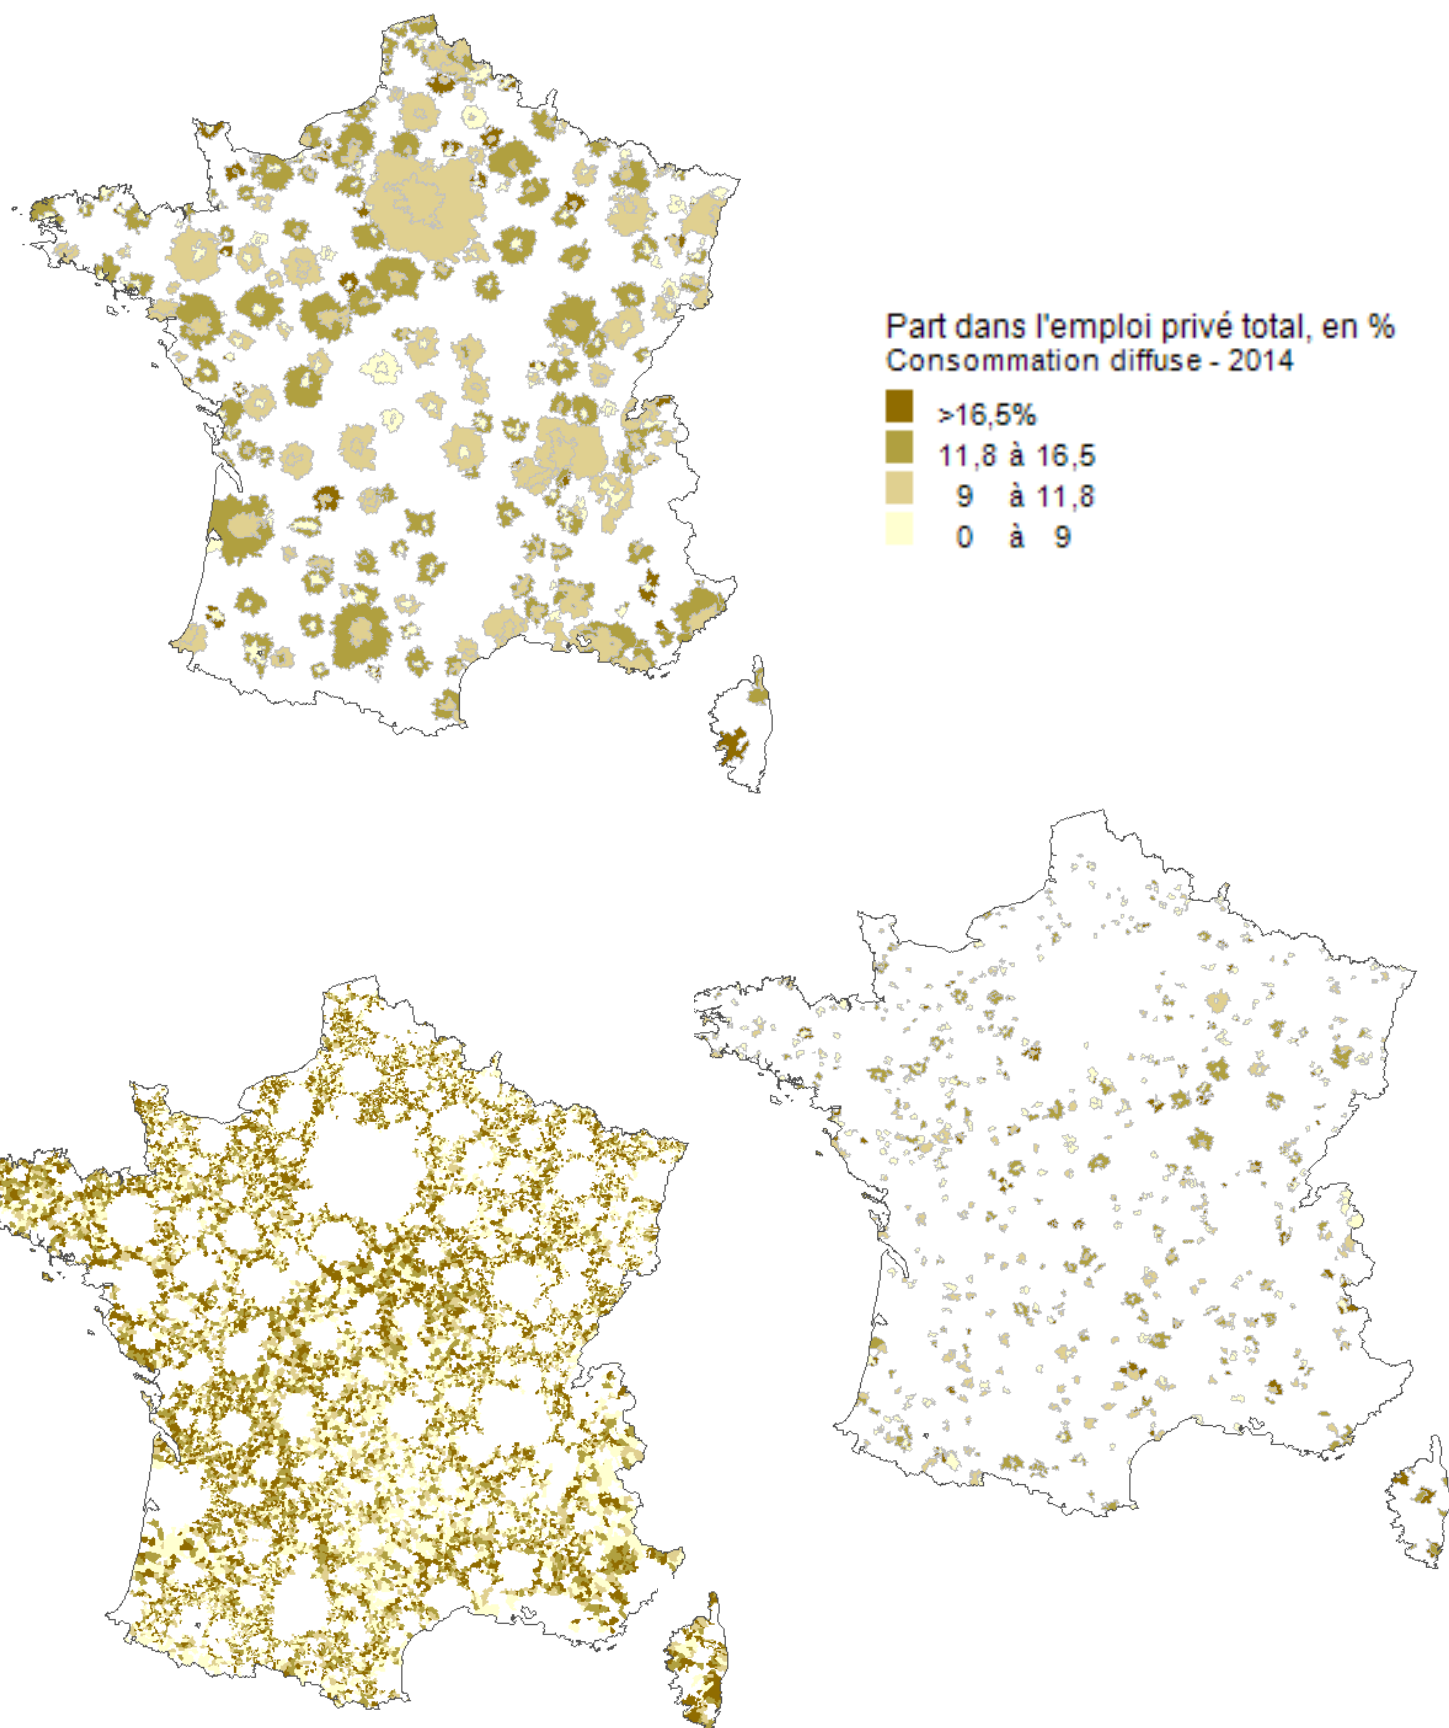 Part dans l'emploi privé total, en %
Consommation diffuse - 2014
>16,5%
11,8 à 16,5
9 à 11,8
0 à 9